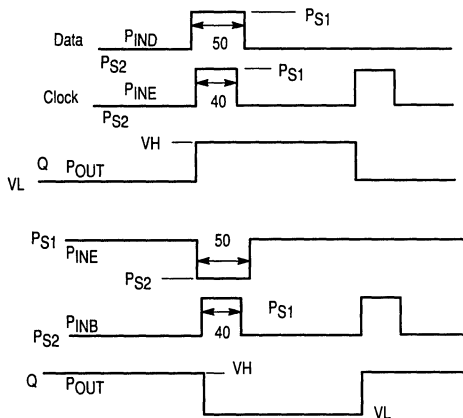 PS1
Data PIND 50
PS2
Clock PINE 40 PS1
PS2
VH
Q POUT
VL
PS1 PINE 50
PS2
PINB PS1
PS2 40
Q POUT VH
VL